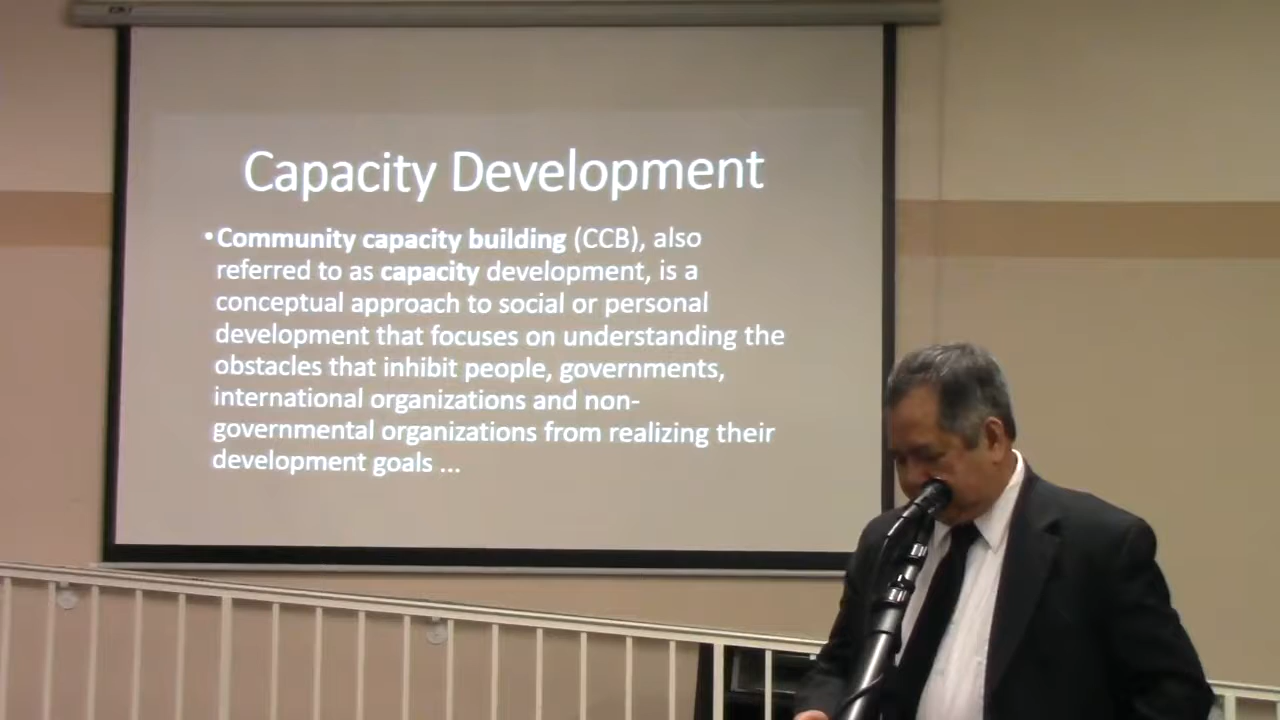 Capacity Development
•Community capacity building (CCB), also
referred to as capacity development, is a
conceptual approach to social or personal
development that focuses on understanding the
obstacles that inhibit people, governments,
international organizations and non-
governmental organizations from realizing their
development goals ...